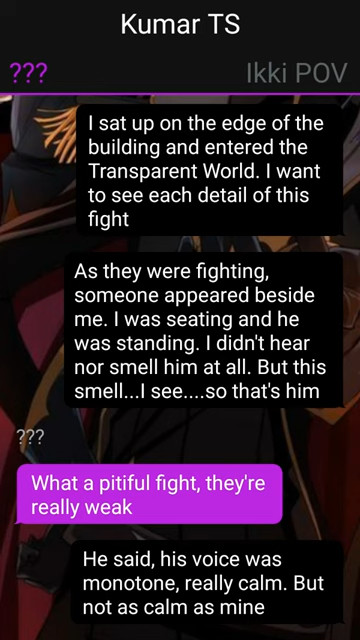 Kumar TS
???
Ikki POV
I sat up on the edge of the
building and entered the
Transparent World. I want
to see each detail of this
fight
As they were fighting,
someone appeared beside
me. I was seating and he
was standing. I didn't hear
nor smell him at all. But this
smell...I see....so that's him
???
What a pitiful fight, they're
really weak
He said, his voice was
monotone, really calm. But
not as calm as mine